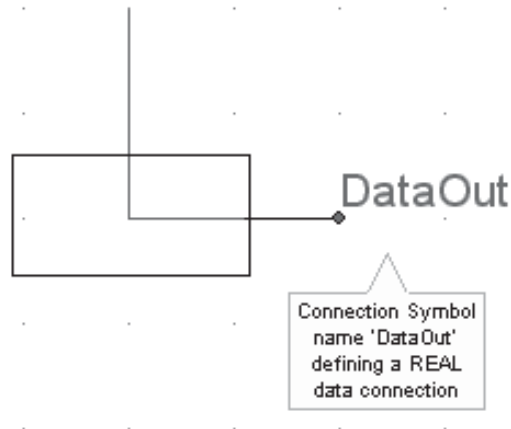 DataOut
Connection Symbol
name 'DataOut'
defining a REAL
data connection